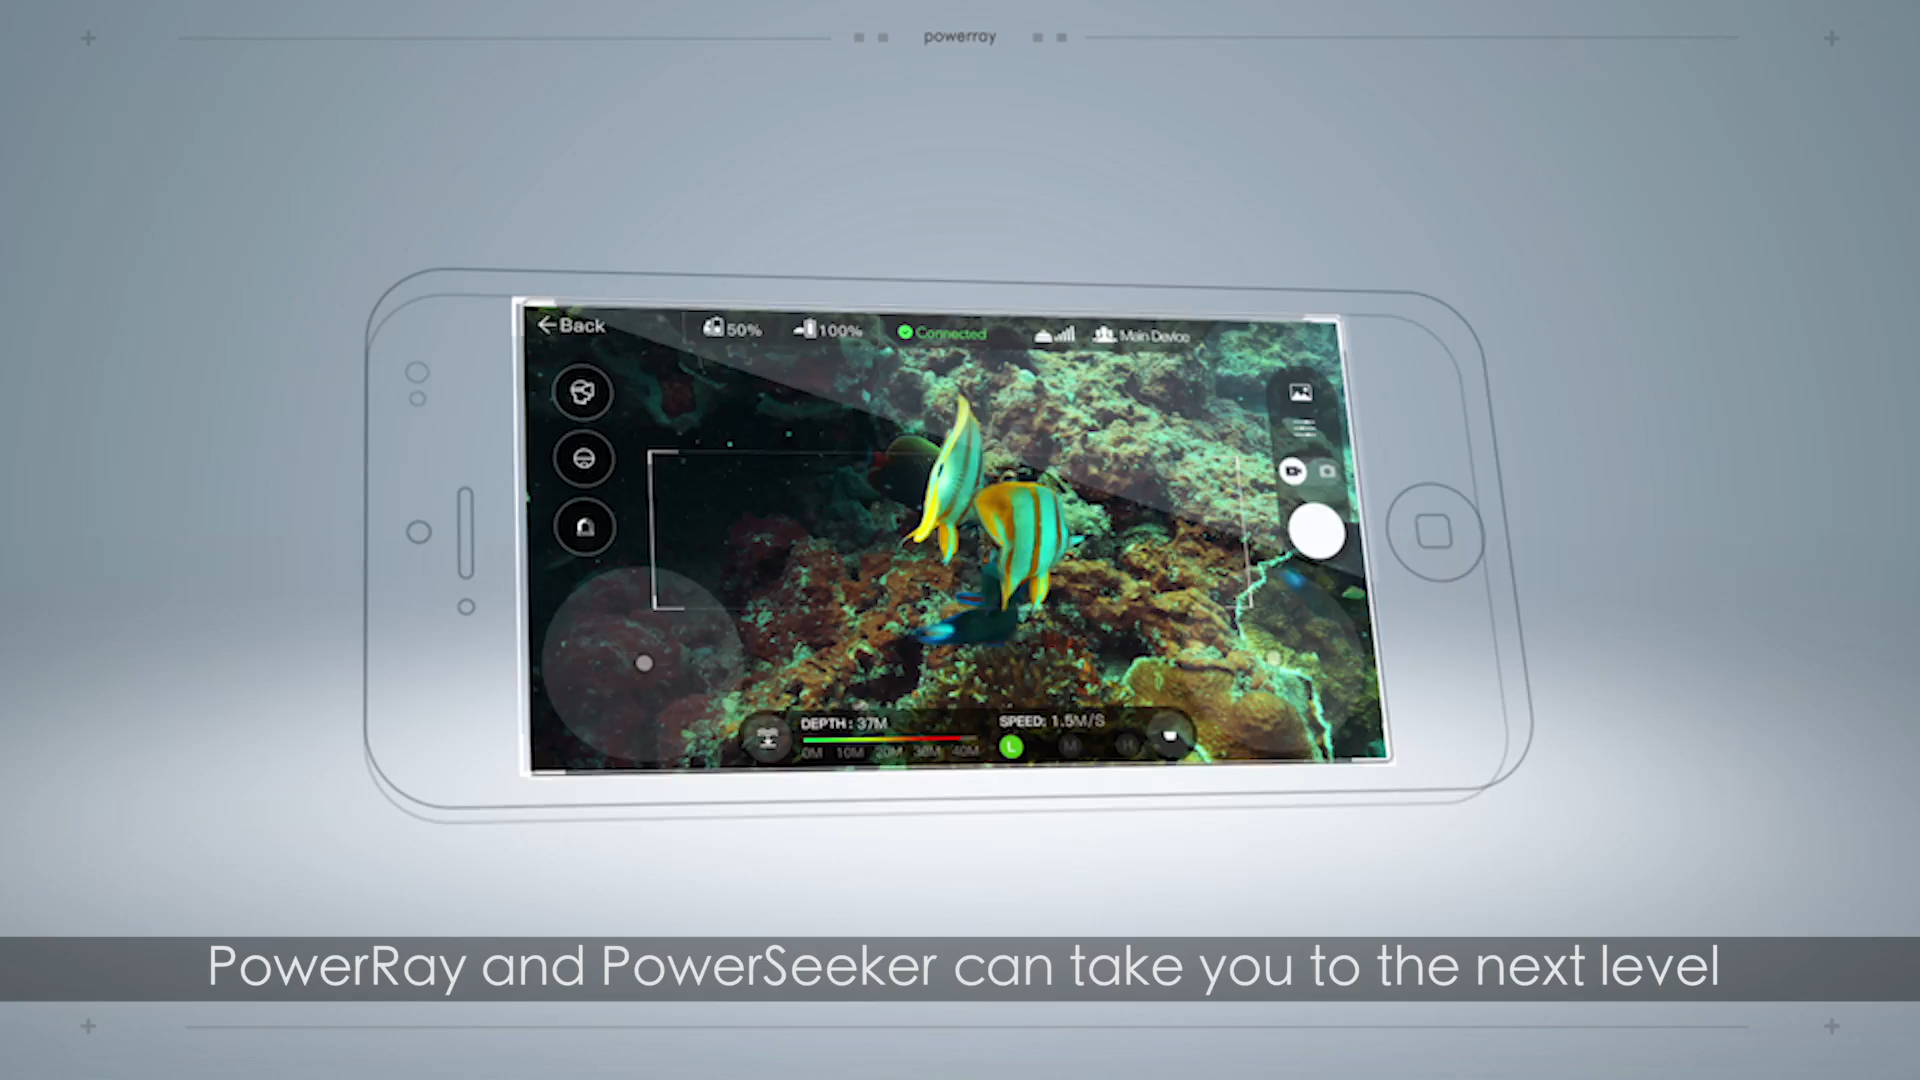 powerray
Back
50%
100%
Connected
Main Device
DEPTH : 37M
SPEED: 1.5M/S
0M 10M 20M 30M 40M
L M H
PowerRay and PowerSeeker can take you to the next level